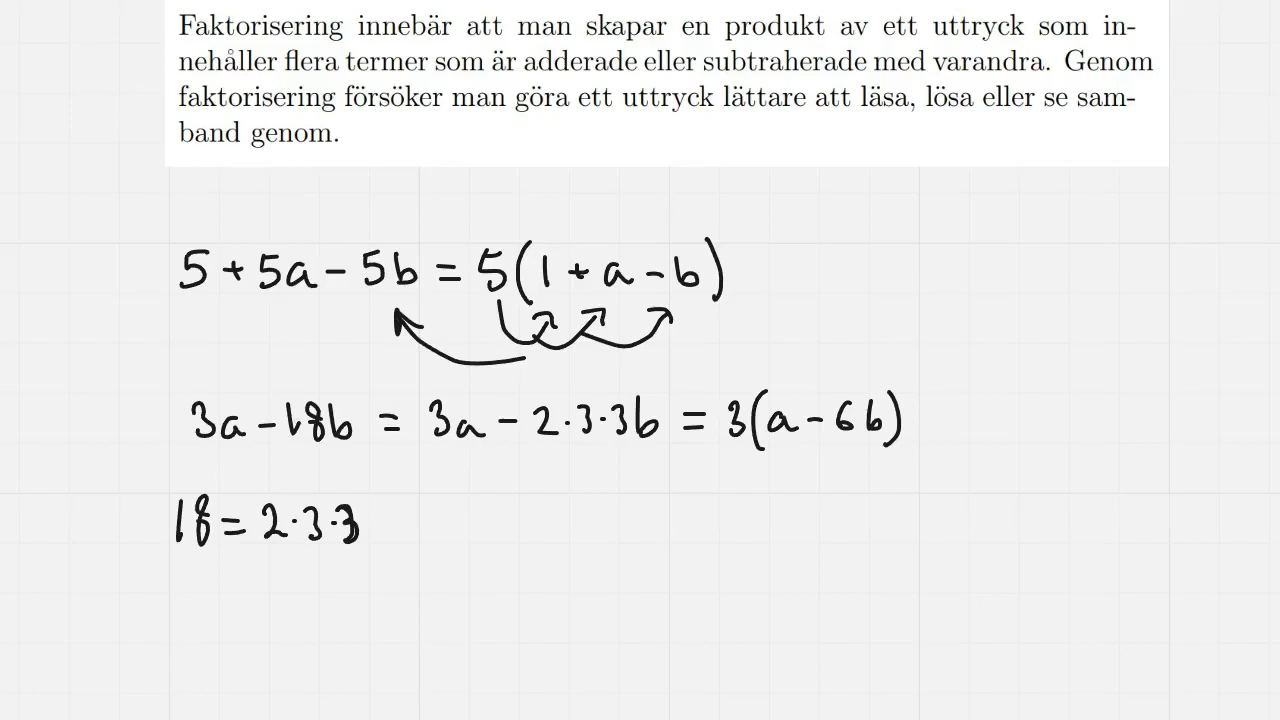 Faktorisering innebär att man skapar en produkt av ett uttryck som in-
nehåller flera termer som är adderade eller subtraherade med varandra. Genom
faktorisering försöker man göra ett uttryck lättare att läsa, lösa eller se sam-
band genom.
5 + 5a - 5b = 5(1 + a - b)
3a - 18b = 3a - 2·3·3b = 3(a - 6b)
18 = 2·3·3